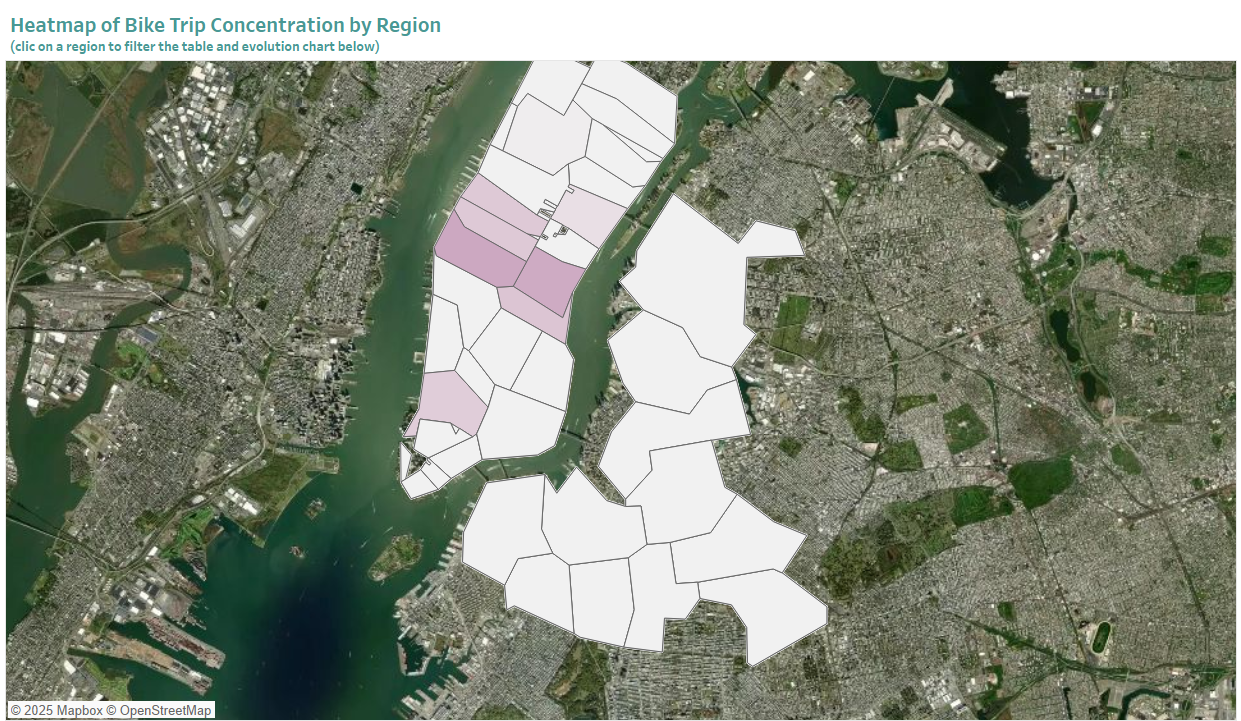 Heatmap of Bike Trip Concentration by Region
(clic on a region to filter the table and evolution chart below)
© 2025 Mapbox © OpenStreetMap